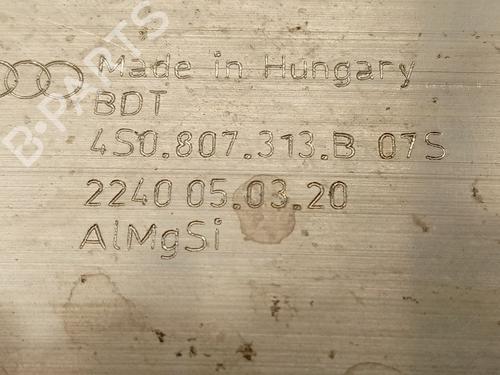 Made in Hungary
BDT
4S0.807.313.B 07S
2240 05.03.20
AlMgSi
B-PARTS